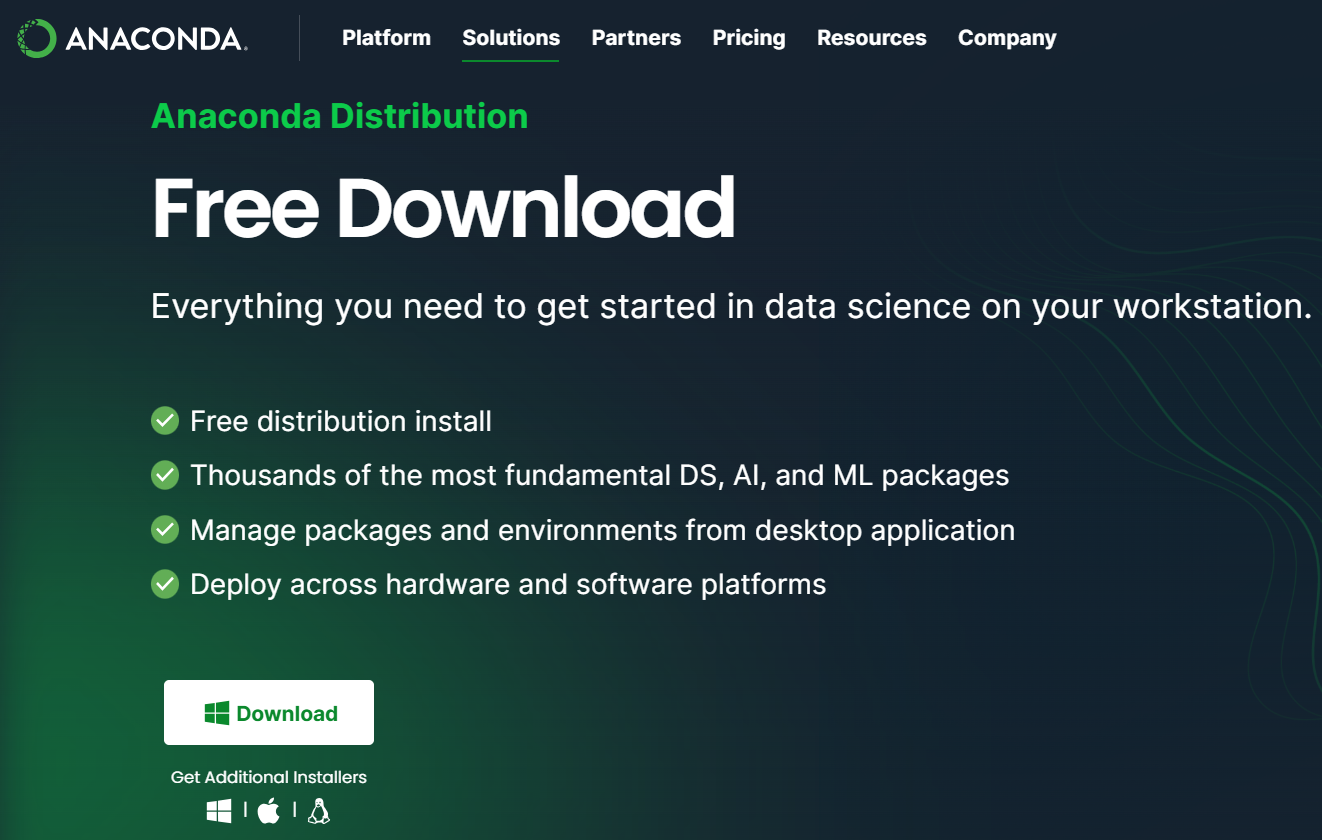 ANACONDA.
Platform Solutions Partners Pricing Resources Company
Anaconda Distribution
Free Download
Everything you need to get started in data science on your workstation.
Free distribution install
Thousands of the most fundamental DS, AI, and ML packages
Manage packages and environments from desktop application
Deploy across hardware and software platforms
Download
Get Additional Installers
| |